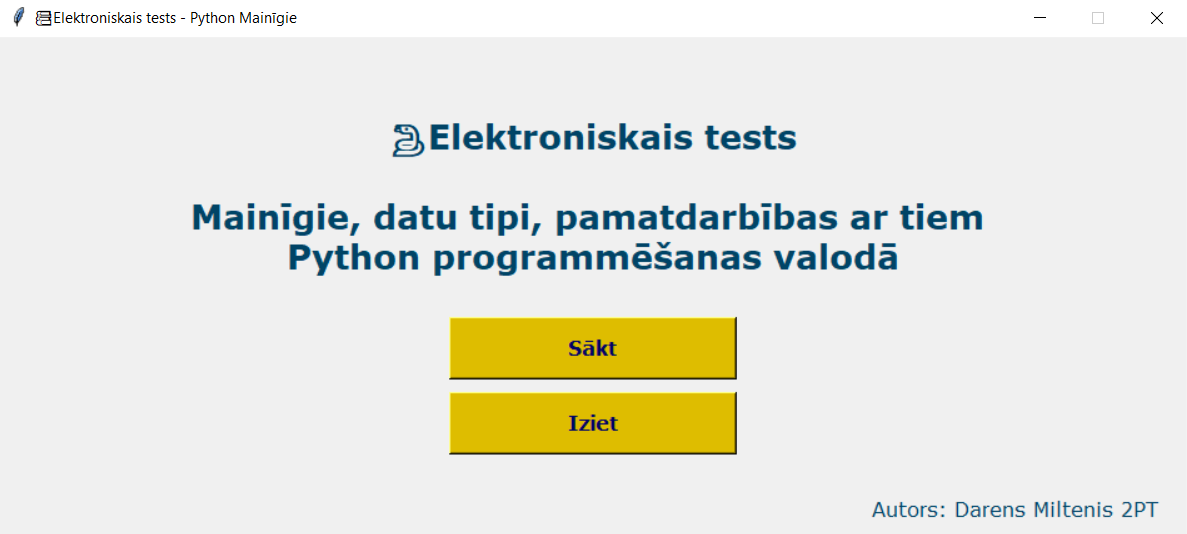 Elektroniskais tests - Python Mainīgie
Elektroniskais tests
Mainīgie, datu tipi, pamatdarbības ar tiem
Python programmēšanas valodā
Sākt
Iziet
Autors: Darens Miltenis 2PT